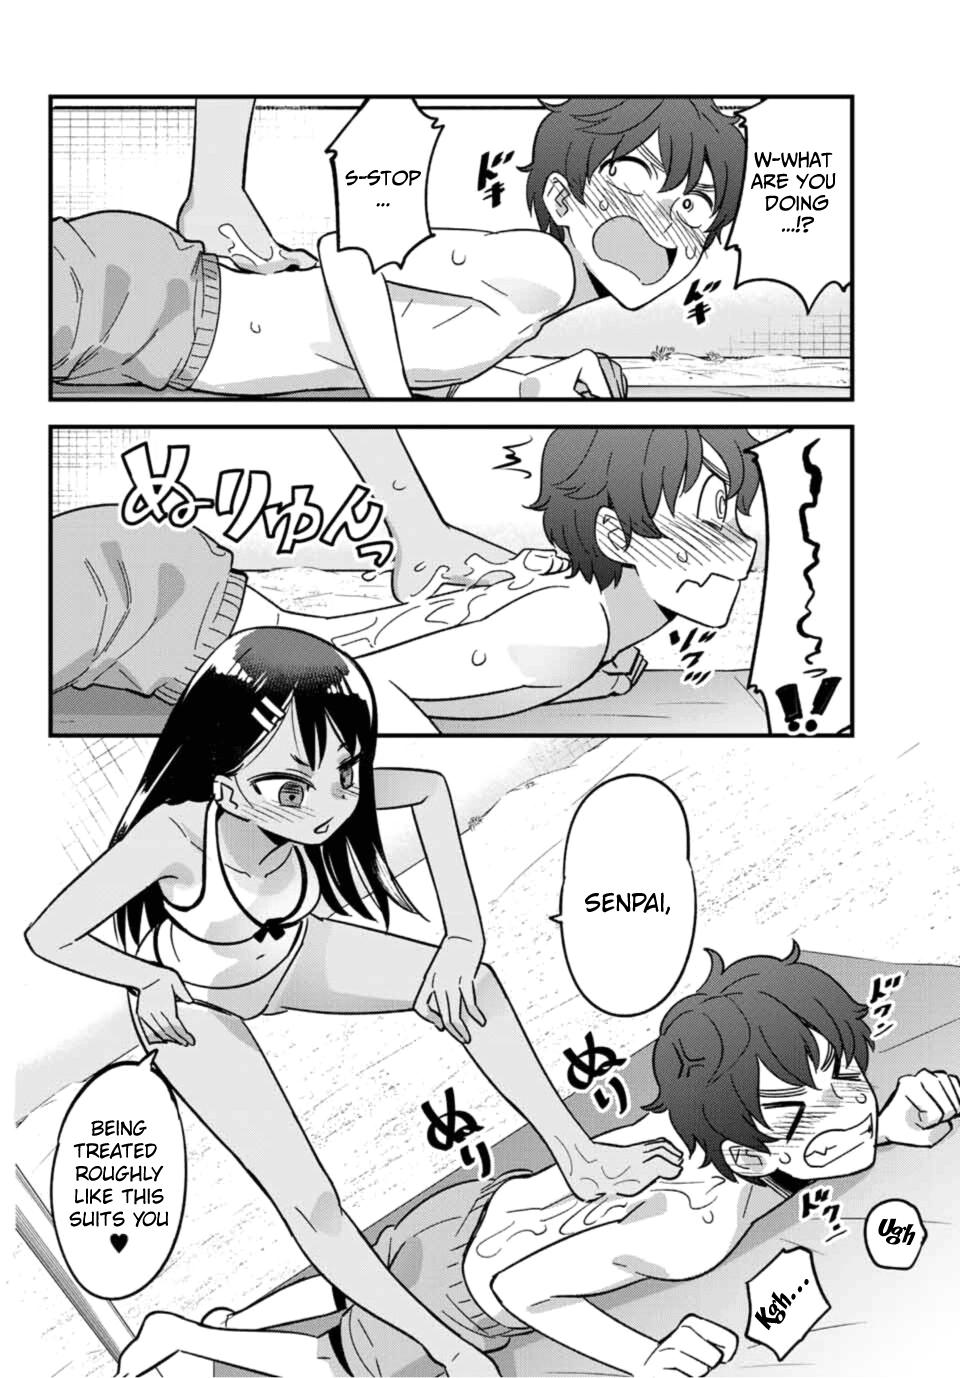 W-WHAT
ARE YOU
DOING
...!?
ドキ
ドキ
S-STOP
...
ぬりゅんっ
!!
ゾクッ
SENPAI,
ドクン
ぬり
ぬり
ドクン
Ugh
Kgh...
BEING
TREATED
ROUGHLY
LIKE THIS
SUITS YOU
♥